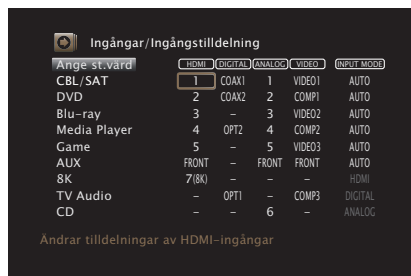 Ingångar/Ingångstilldelning
Ange st.värd HDMI DIGITAL ANALOG VIDEO INPUT MODE
CBL/SAT 1 COAX1 1 VIDEO1 AUTO
DVD 2 COAX2 2 COMP1 AUTO
Blu-ray 3 – 3 VIDEO2 AUTO
Media Player 4 OPT2 4 COMP2 AUTO
Game 5 – 5 VIDEO3 AUTO
AUX FRONT – FRONT FRONT AUTO
8K 7(8K) – – – HDMI
TV Audio – OPT1 – COMP3 DIGITAL
CD – – 6 – ANALOG
Ändrar tilldelningar av HDMI-ingångar